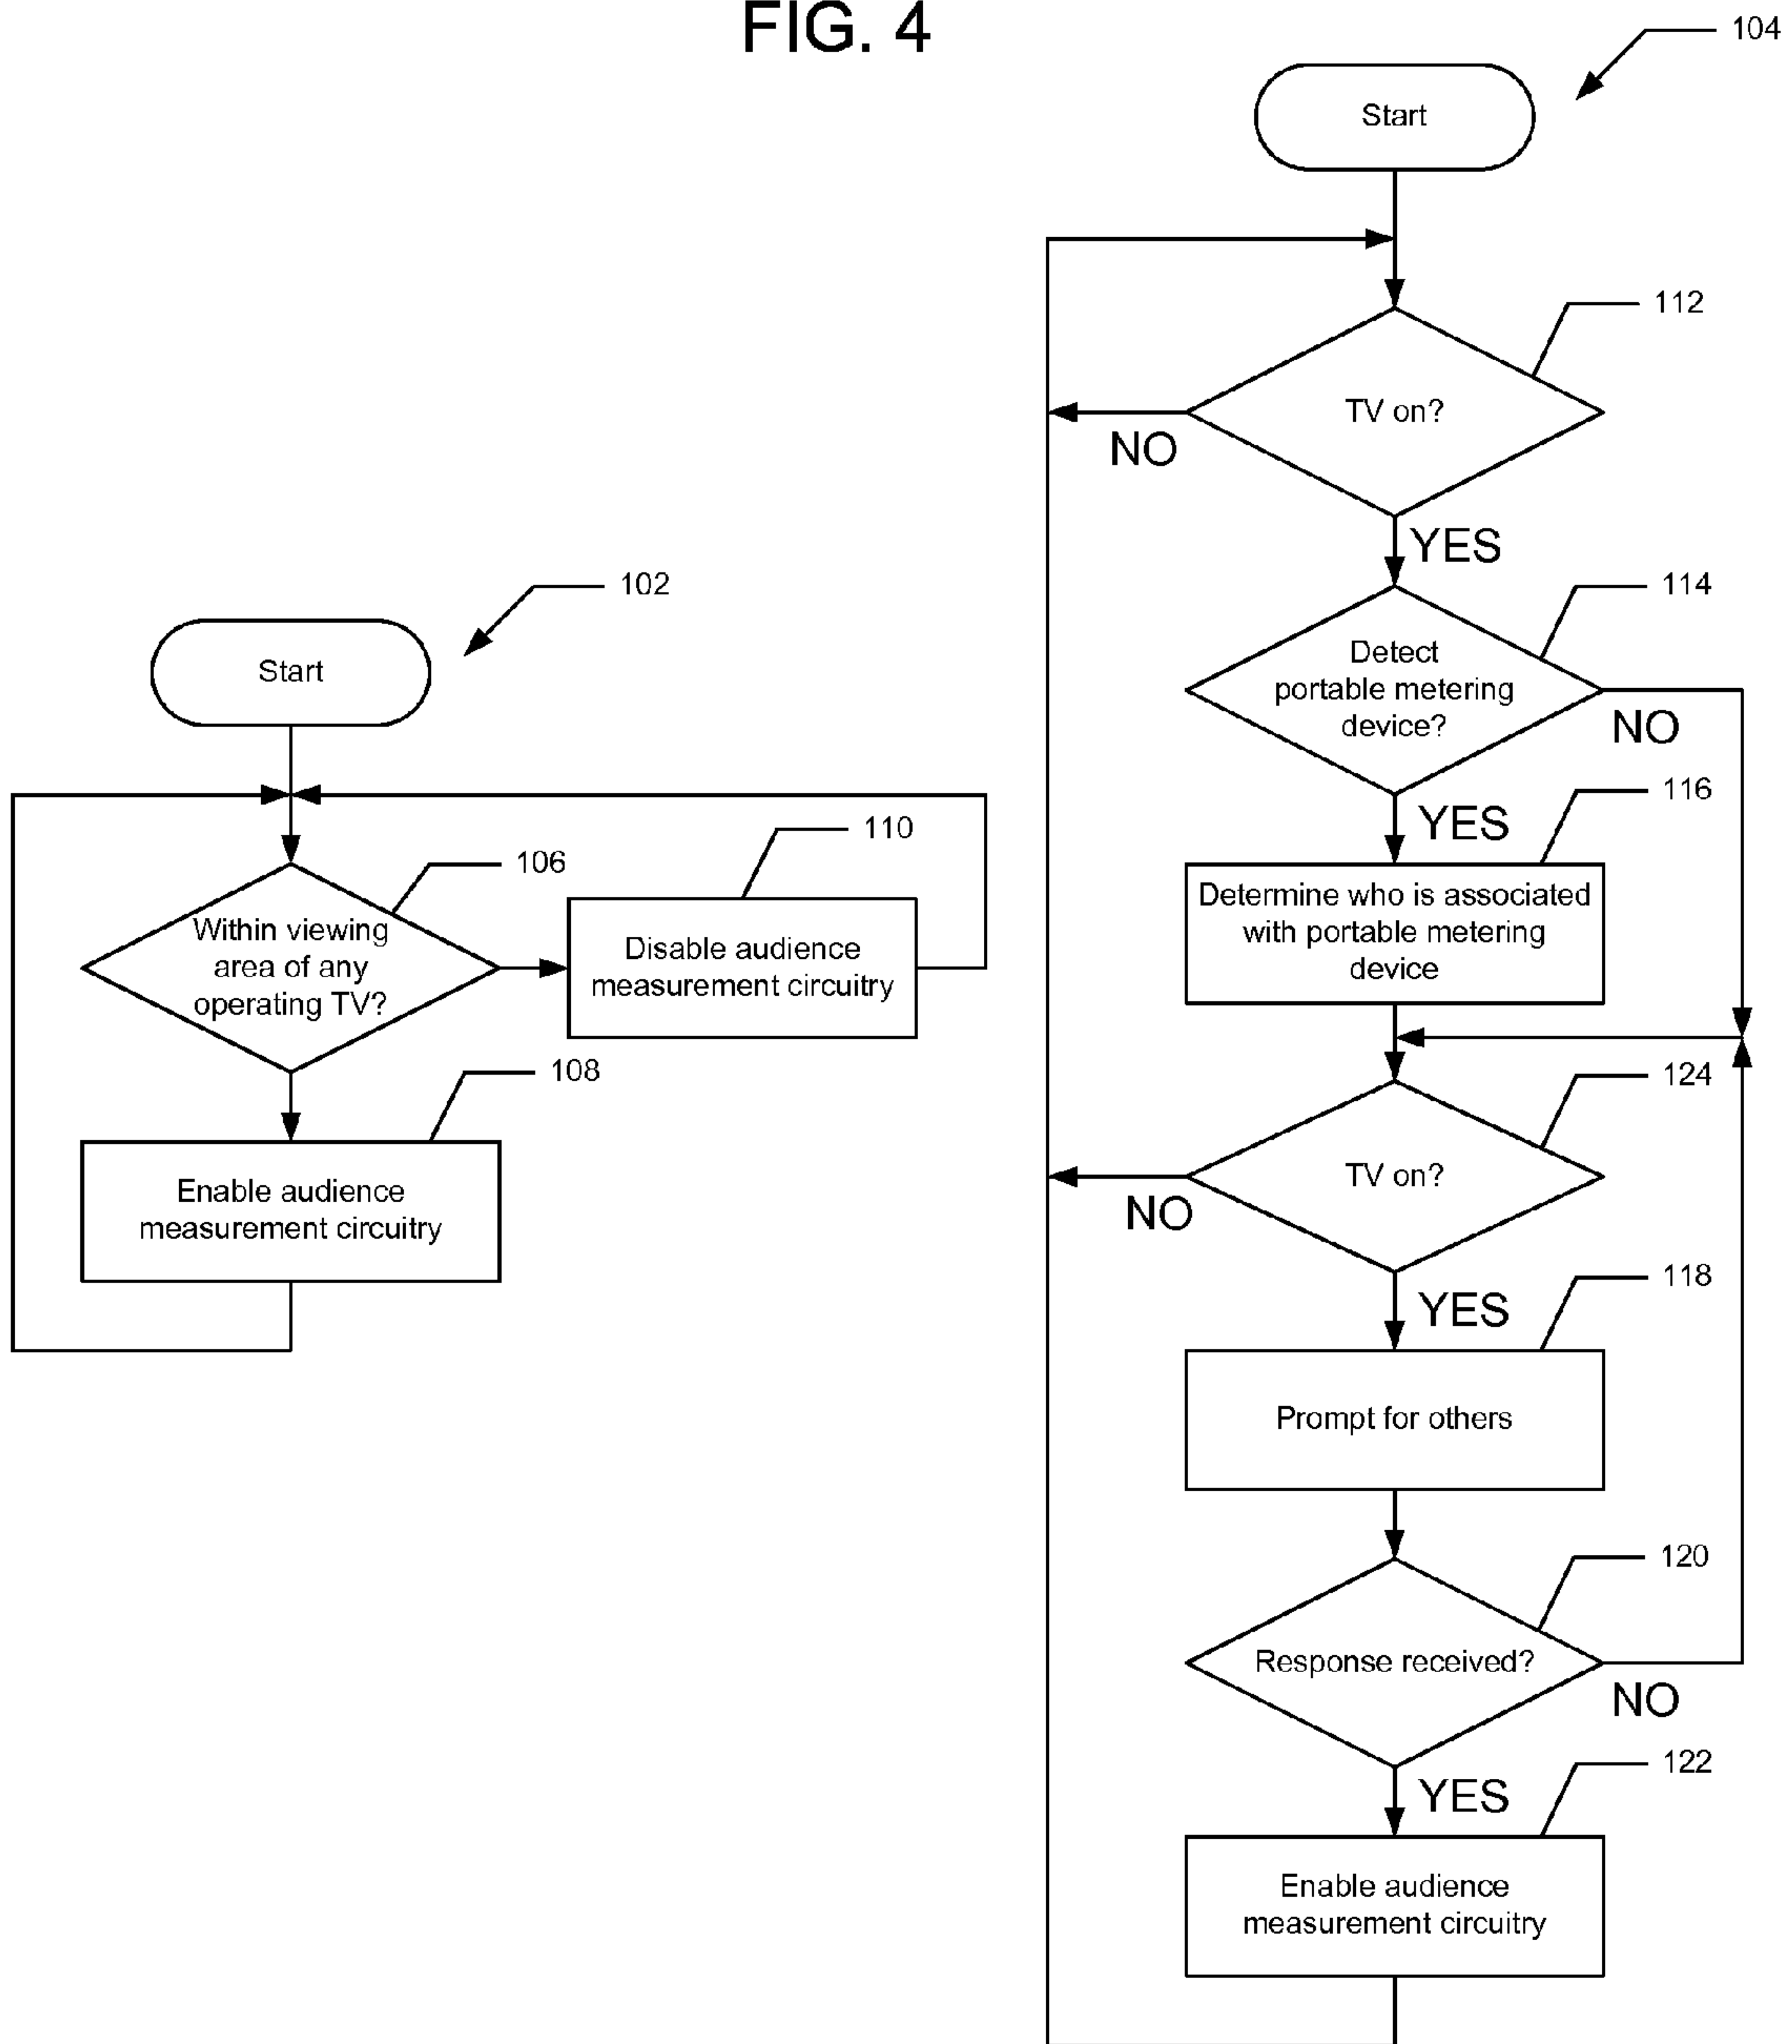 FIG. 4
104
Start
112
TV on?
NO
YES
114
Detect
portable metering
device?
NO
YES
116
Determine who is associated
with portable metering
device
124
TV on?
NO
YES
118
Prompt for others
120
Response received?
NO
YES
122
Enable audience
measurement circuitry
102
Start
106
Within viewing
area of any
operating TV?
110
Disable audience
measurement circuitry
108
Enable audience
measurement circuitry